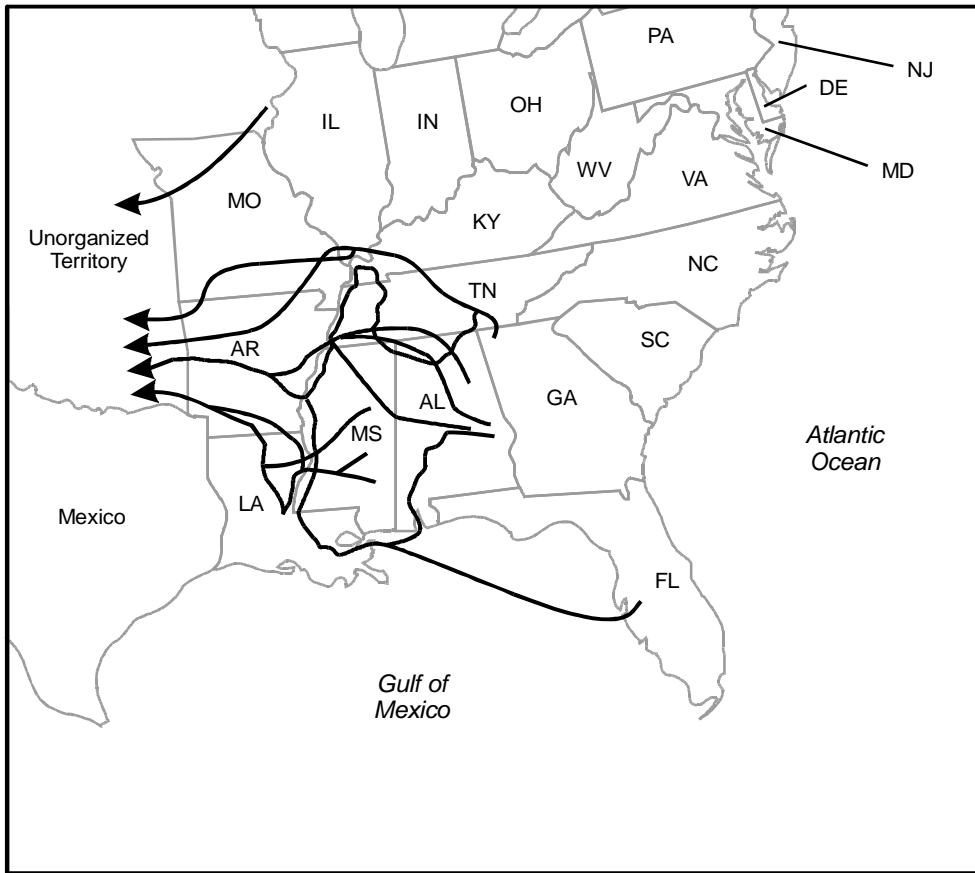 PA
NJ
DE
OH
IL
IN
MD
WV
VA
MO
KY
Unorganized
Territory
NC
TN
SC
AR
GA
AL
MS
Atlantic
Ocean
LA
Mexico
FL
Gulf of
Mexico